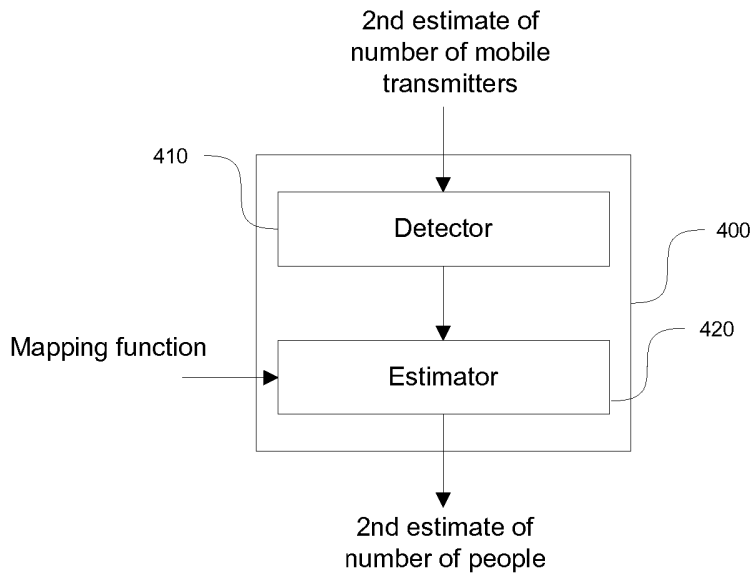 2nd estimate of
number of mobile
transmitters
410
Detector
400
420
Mapping function
Estimator
2nd estimate of
number of people